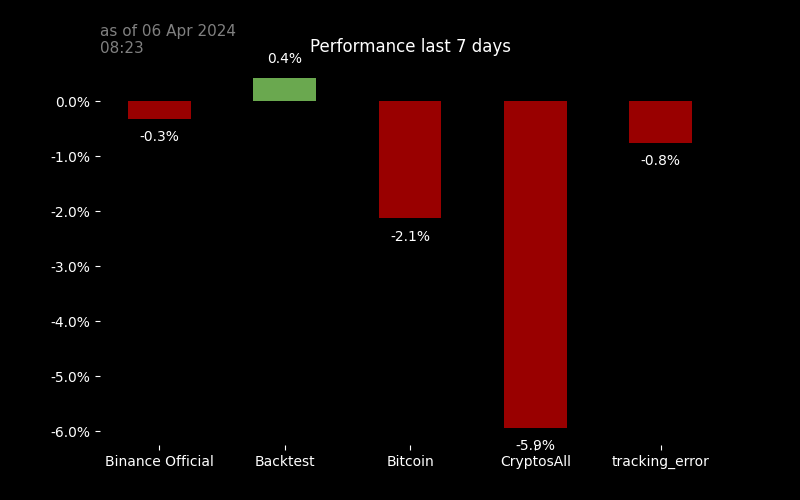 as of 06 Apr 2024
08:23
Performance last 7 days
0.4%
0.0%
-0.3%
-0.8%
-1.0%
-2.0%
-2.1%
-3.0%
-4.0%
-5.0%
-6.0%
-5.9%
Binance Official
Backtest
Bitcoin
CryptosAll
tracking_error